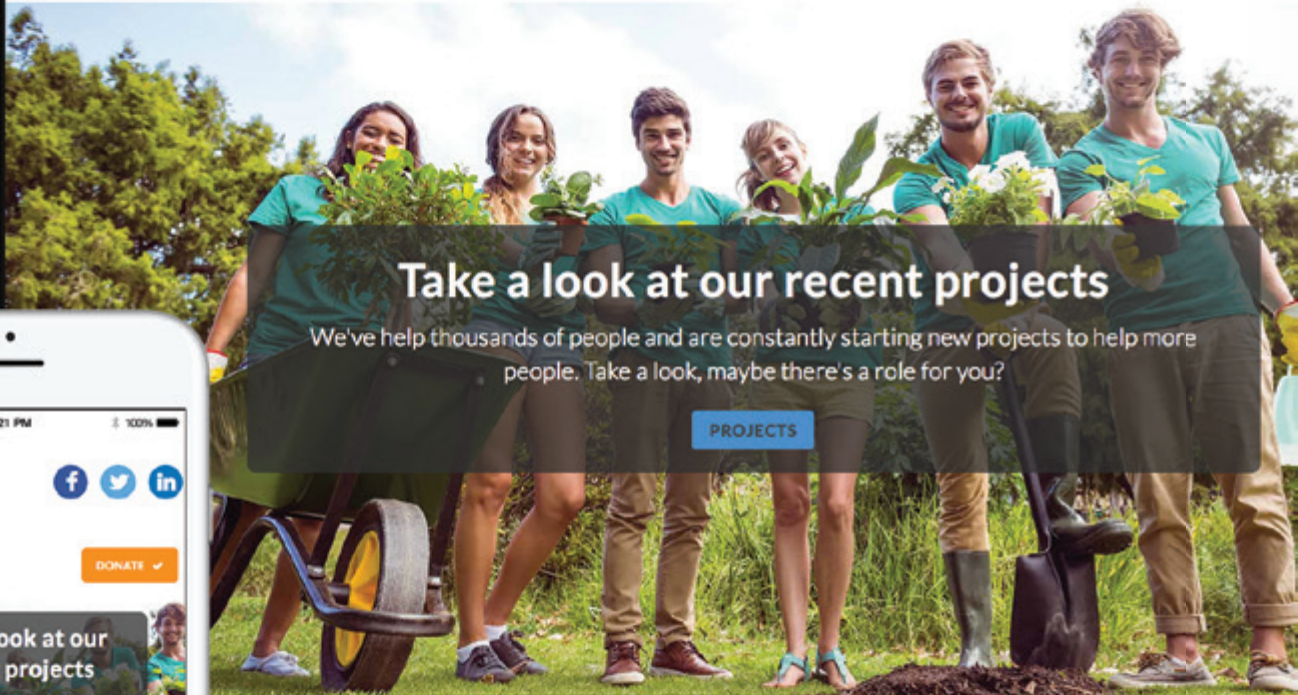 Take a look at our recent projects
We've help thousands of people and are constantly starting new projects to help more
people. Take a look, maybe there's a role for you?
PROJECTS
21 PM
100%
f
in
DONATE
ook at our
projects